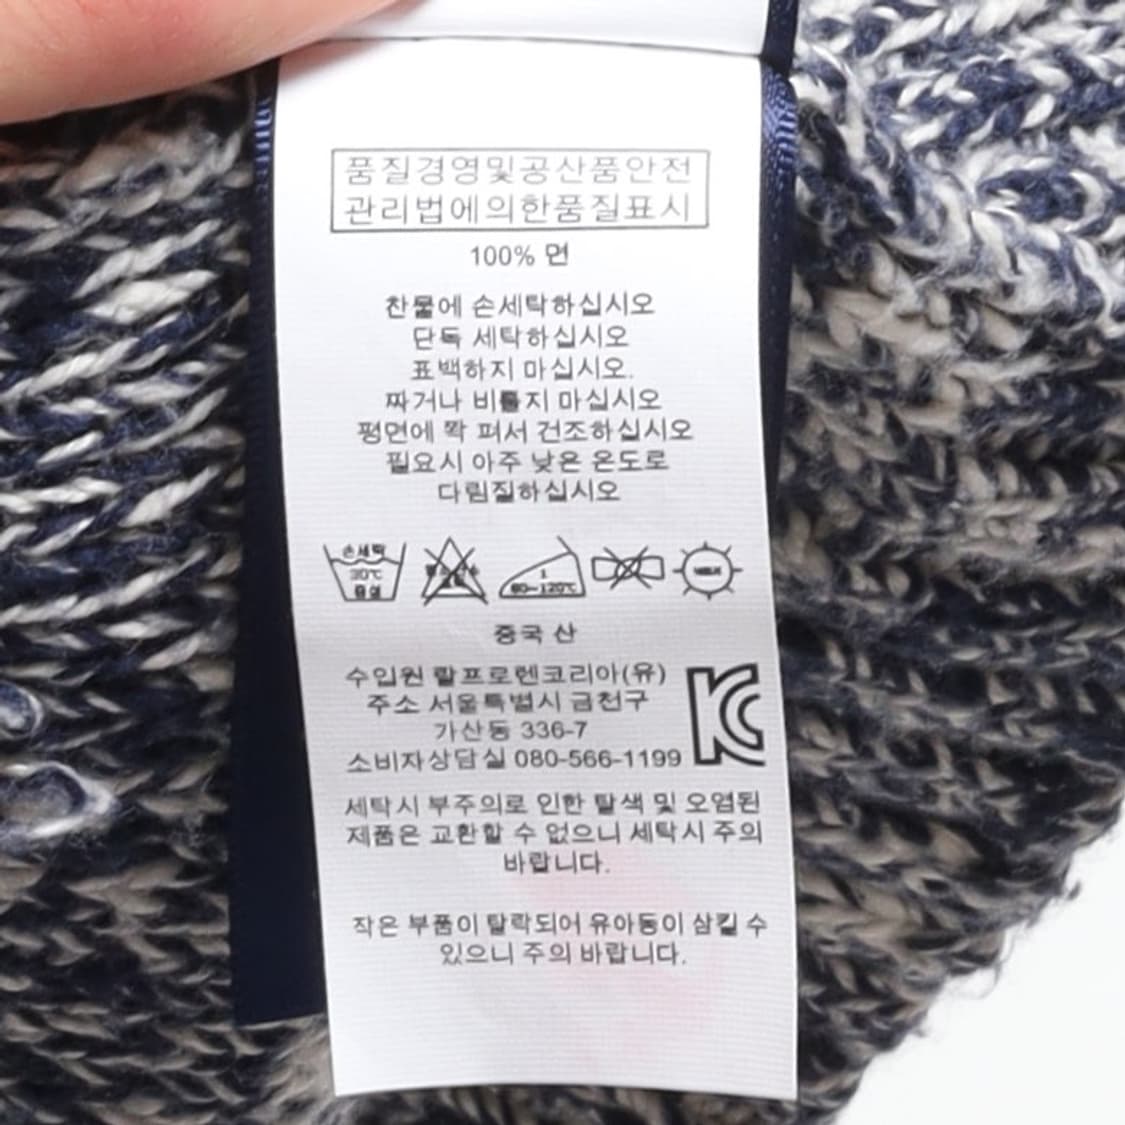 품질경영및공산품안전
관리법에의한품질표시
100% 면
찬물에 손세탁하십시오
단독 세탁하십시오
표백하지 마십시오.
짜거나 비틀지 마십시오
평면에 쫙 펴서 건조하십시오
필요시 아주 낮은 온도로
다림질하십시오
손세탁
30℃
중성
1
80~120℃
중국 산
수입원 랄프로렌코리아(유)
주소 서울특별시 금천구
가산동 336-7
소비자상담실 080-566-1199
KC
세탁시 부주의로 인한 탈색 및 오염된
제품은 교환할 수 없으니 세탁시 주의
바랍니다.
작은 부품이 탈락되어 유아동이 삼킬 수
있으니 주의 바랍니다.